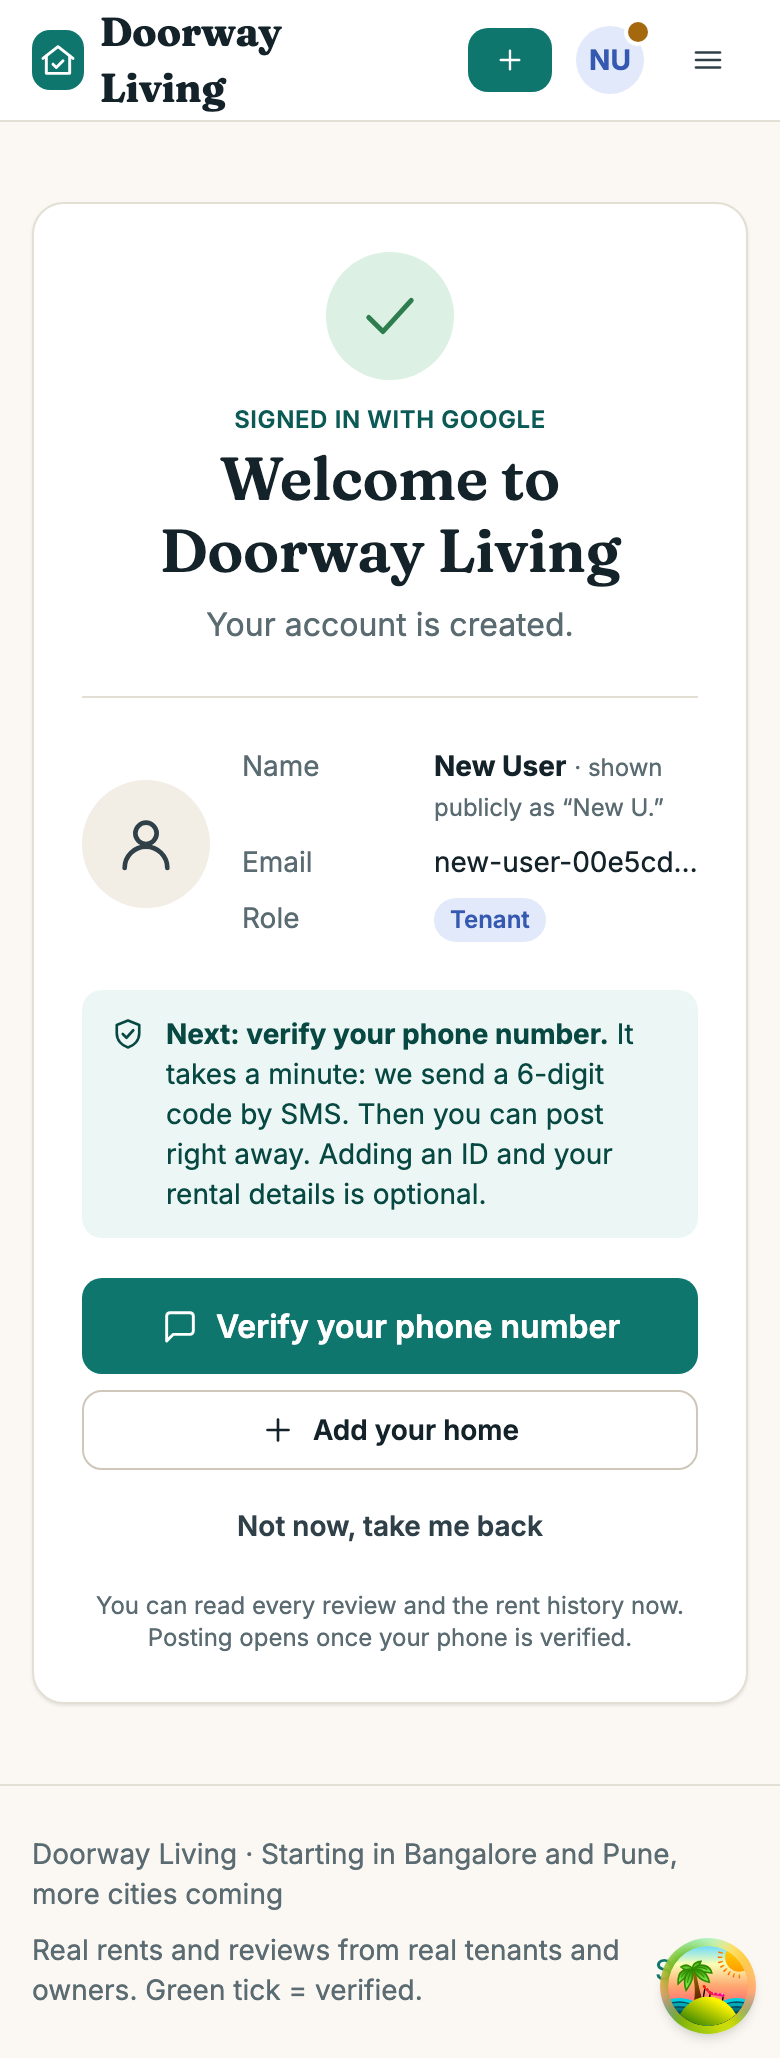 Doorway
Living
NU
SIGNED IN WITH GOOGLE
Welcome to
Doorway Living
Your account is created.
Name
New User · shown
publicly as “New U.”
Email
new-user-00e5cd...
Role
Tenant
Next: verify your phone number. It
takes a minute: we send a 6-digit
code by SMS. Then you can post
right away. Adding an ID and your
rental details is optional.
Verify your phone number
Add your home
Not now, take me back
You can read every review and the rent history now.
Posting opens once your phone is verified.
Doorway Living · Starting in Bangalore and Pune,
more cities coming
Real rents and reviews from real tenants and
owners. Green tick = verified.